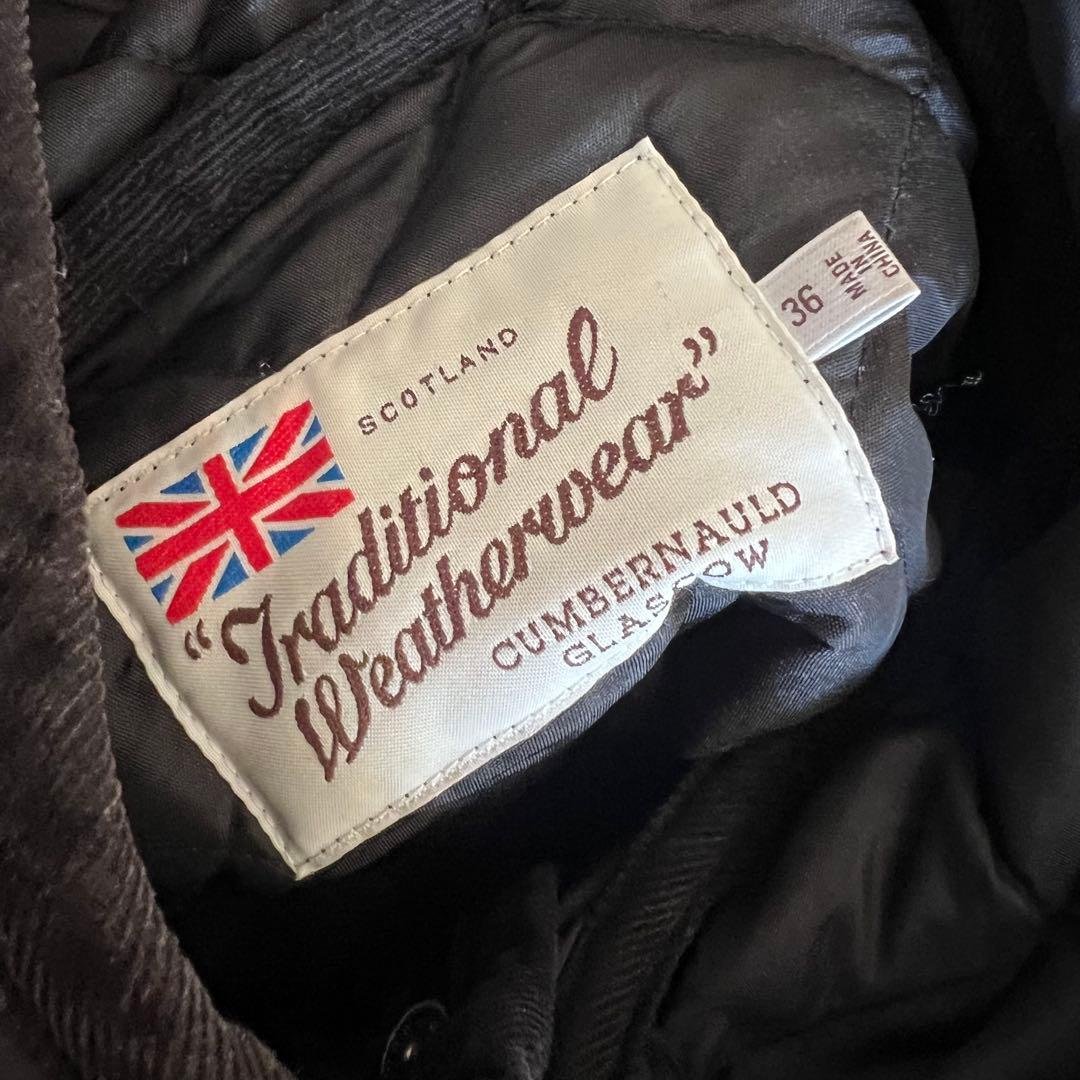 SCOTLAND
“Traditional
Weatherwear”
CUMBERNAULD
GLASGOW
36
MADE
IN
CHINA